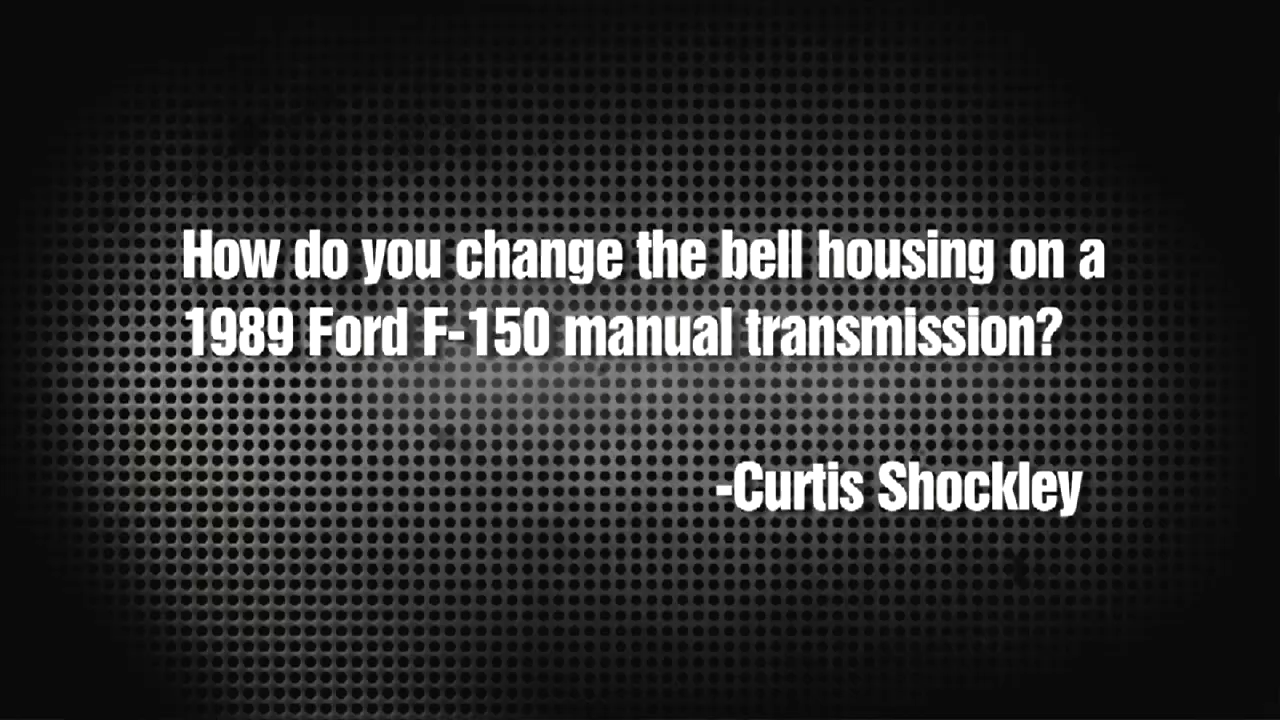 How do you change the bell housing on a
1989 Ford F-150 manual transmission?
-Curtis Shockley